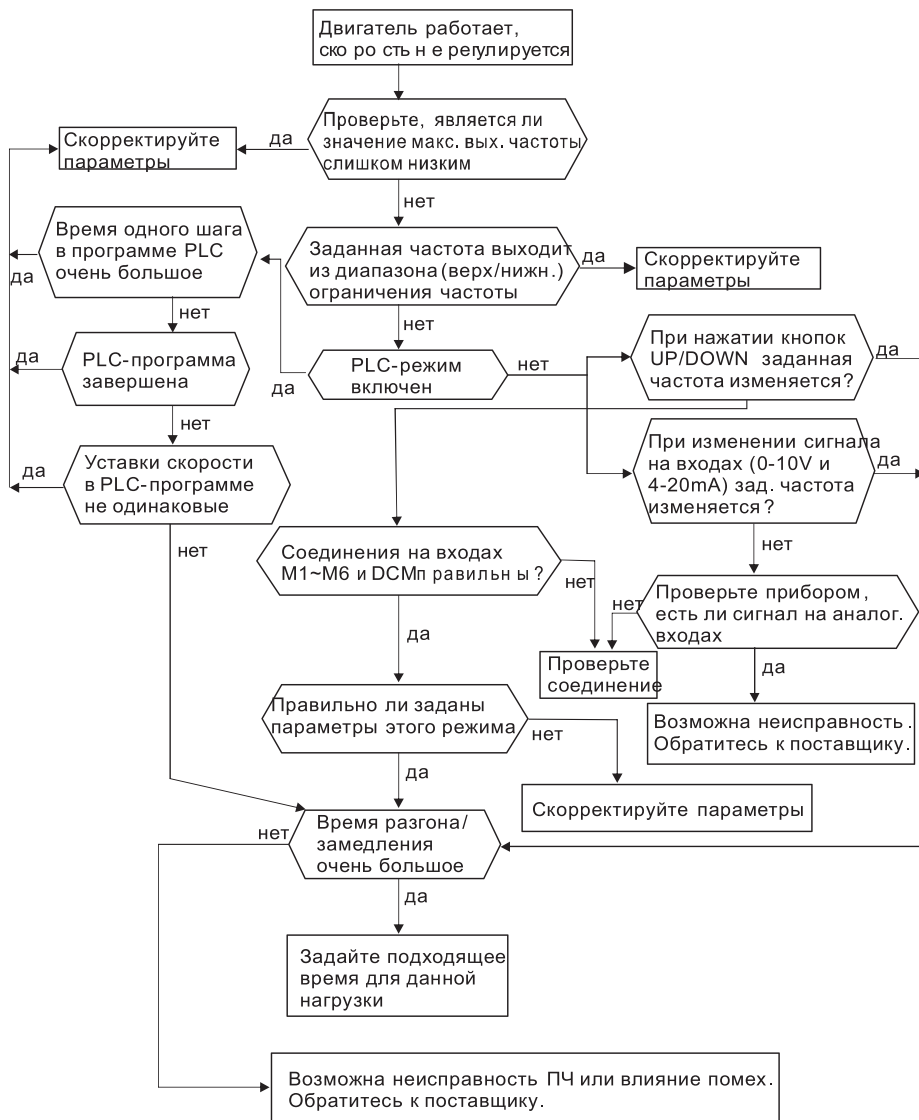 Двигатель работает,
ско ро сть н е регулируется
Проверьте, является ли
значение макс. вых. частоты
слишком низким
да
Скорректируйте
параметры
нет
Время одного шага
в программе PLC
очень большое
да
Заданная частота выходит
из диапазона (верх/нижн.)
ограничения частоты
да
Скорректируйте
параметры
нет
нет
PLC-программа
завершена
да
PLC-режим
включен
да
нет
При нажатии кнопок
UP/DOWN заданная
частота изменяется?
да
нет
Уставки скорости
в PLC-программе
не одинаковые
да
нет
При изменении сигнала
на входах (0-10V и
4-20mA) зад. частота
изменяется?
да
нет
Соединения на входах
M1~M6 и DCMп равильн ы ?
нет
да
Проверьте прибором,
есть ли сигнал на аналог.
входах
нет
да
Проверьте
соединение
Правильно ли заданы
параметры этого режима
нет
да
Возможна неисправность.
Обратитесь к поставщику.
Скорректируйте параметры
Время разгона/
замедления
очень большое
нет
да
Задайте подходящее
время для данной
нагрузки
Возможна неисправность ПЧ или влияние помех.
Обратитесь к поставщику.